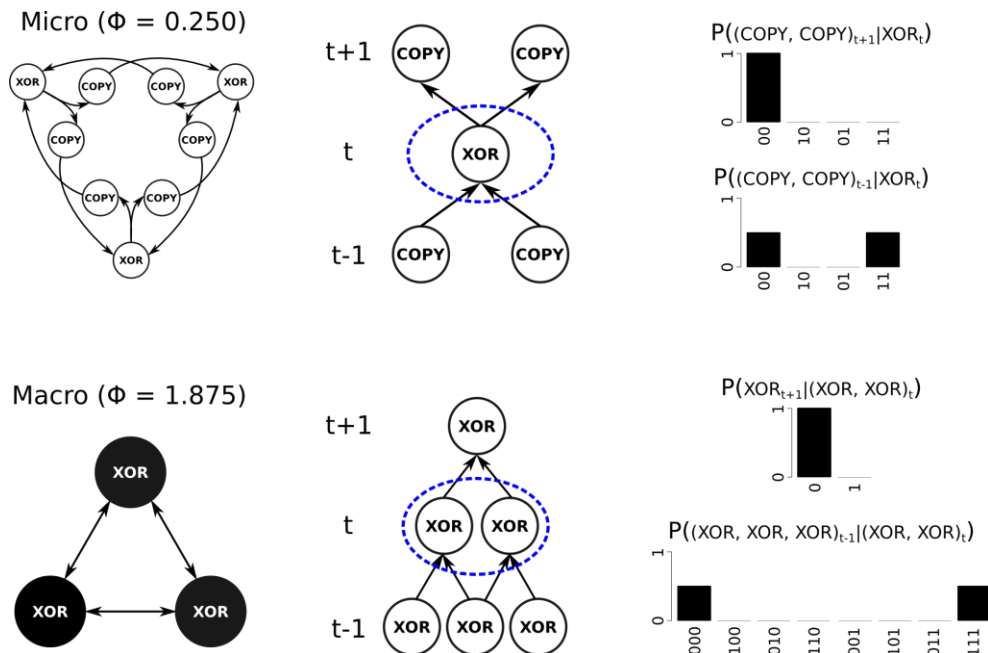 Micro (Φ = 0.250)
XOR
COPY
COPY
XOR
COPY
COPY
COPY
COPY
XOR
t+1
COPY
COPY
t
XOR
t-1
COPY
COPY
P((COPY, COPY)t+1|XORt)
1
0
00
10
01
11
P((COPY, COPY)t-1|XORt)
1
0
00
10
01
11
Macro (Φ = 1.875)
XOR
XOR
XOR
t+1
XOR
t
XOR
XOR
t-1
XOR
XOR
XOR
P(XORt+1|(XOR, XOR)t)
1
0
0
1
P((XOR, XOR, XOR)t-1|(XOR, XOR)t)
1
0
000
100
010
110
001
101
011
111